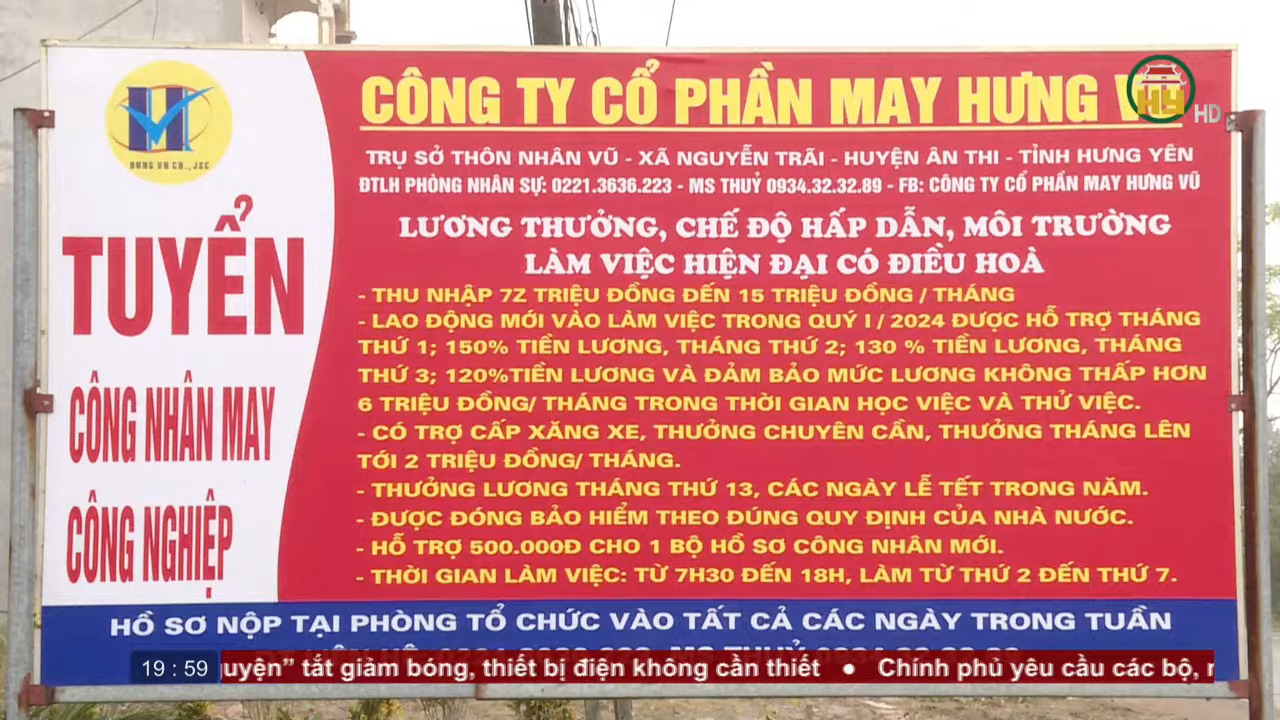 HƯNG VŨ CO., JSC
TUYỂN
CÔNG NHÂN MAY
CÔNG NGHIỆP
CÔNG TY CỔ PHẦN MAY HƯNG
HY HD
TRỤ SỞ THÔN NHÂN VŨ - XÃ NGUYỄN TRÃI - HUYỆN ÂN THI - TỈNH HƯNG YÊN
ĐTLH PHÒNG NHÂN SỰ: 0221.3636.223 - MS THUỶ 0934.32.32.89 - FB: CÔNG TY CỔ PHẦN MAY HƯNG VŨ
LƯƠNG THƯỞNG, CHẾ ĐỘ HẤP DẪN, MÔI TRƯỜNG
LÀM VIỆC HIỆN ĐẠI CÓ ĐIỀU HOÀ
- THU NHẬP 7Z TRIỆU ĐỒNG ĐẾN 15 TRIỆU ĐỒNG / THÁNG
- LAO ĐỘNG MỚI VÀO LÀM VIỆC TRONG QUÝ I / 2024 ĐƯỢC HỖ TRỢ THÁNG
THỨ 1; 150% TIỀN LƯƠNG, THÁNG THỨ 2; 130 % TIỀN LƯƠNG, THÁNG
THỨ 3; 120%TIỀN LƯƠNG VÀ ĐẢM BẢO MỨC LƯƠNG KHÔNG THẤP HƠN
6 TRIỆU ĐỒNG/ THÁNG TRONG THỜI GIAN HỌC VIỆC VÀ THỬ VIỆC.
- CÓ TRỢ CẤP XĂNG XE, THƯỞNG CHUYÊN CẦN, THƯỞNG THÁNG LÊN
TỚI 2 TRIỆU ĐỒNG/ THÁNG.
- THƯỞNG LƯƠNG THÁNG THỨ 13, CÁC NGÀY LỄ TẾT TRONG NĂM.
- ĐƯỢC ĐÓNG BẢO HIỂM THEO ĐÚNG QUY ĐỊNH CỦA NHÀ NƯỚC.
- HỖ TRỢ 500.000Đ CHO 1 BỘ HỒ SƠ CÔNG NHÂN MỚI.
- THỜI GIAN LÀM VIỆC: TỪ 7H30 ĐẾN 18H, LÀM TỪ THỨ 2 ĐẾN THỨ 7.
HỒ SƠ NỘP TẠI PHÒNG TỔ CHỨC VÀO TẤT CẢ CÁC NGÀY TRONG TUẦN
19 : 59 uyện” tắt giảm bóng, thiết bị điện không cần thiết ● Chính phủ yêu cầu các bộ,